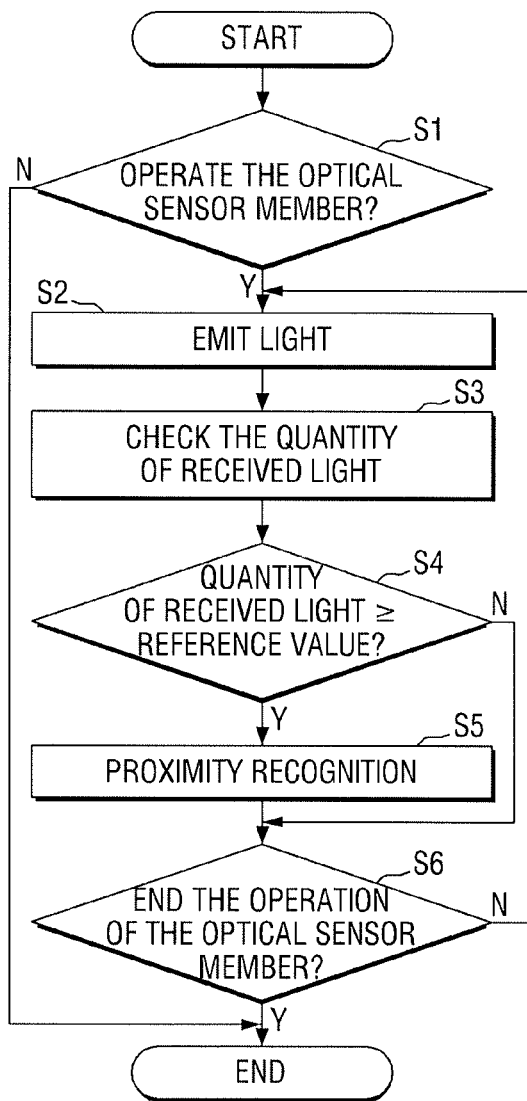 START
S1
N
OPERATE THE OPTICAL
SENSOR MEMBER?
Y
S2
EMIT LIGHT
S3
CHECK THE QUANTITY
OF RECEIVED LIGHT
S4
QUANTITY
OF RECEIVED LIGHT ≥
REFERENCE VALUE?
N
Y
S5
PROXIMITY RECOGNITION
S6
END THE OPERATION
OF THE OPTICAL SENSOR
MEMBER?
N
Y
END